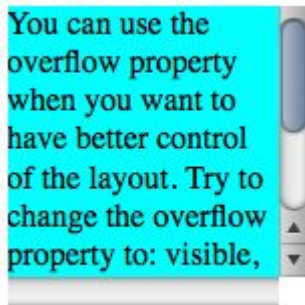 You can use the
overflow property
when you want to
have better control
of the layout. Try to
change the overflow
property to: visible,